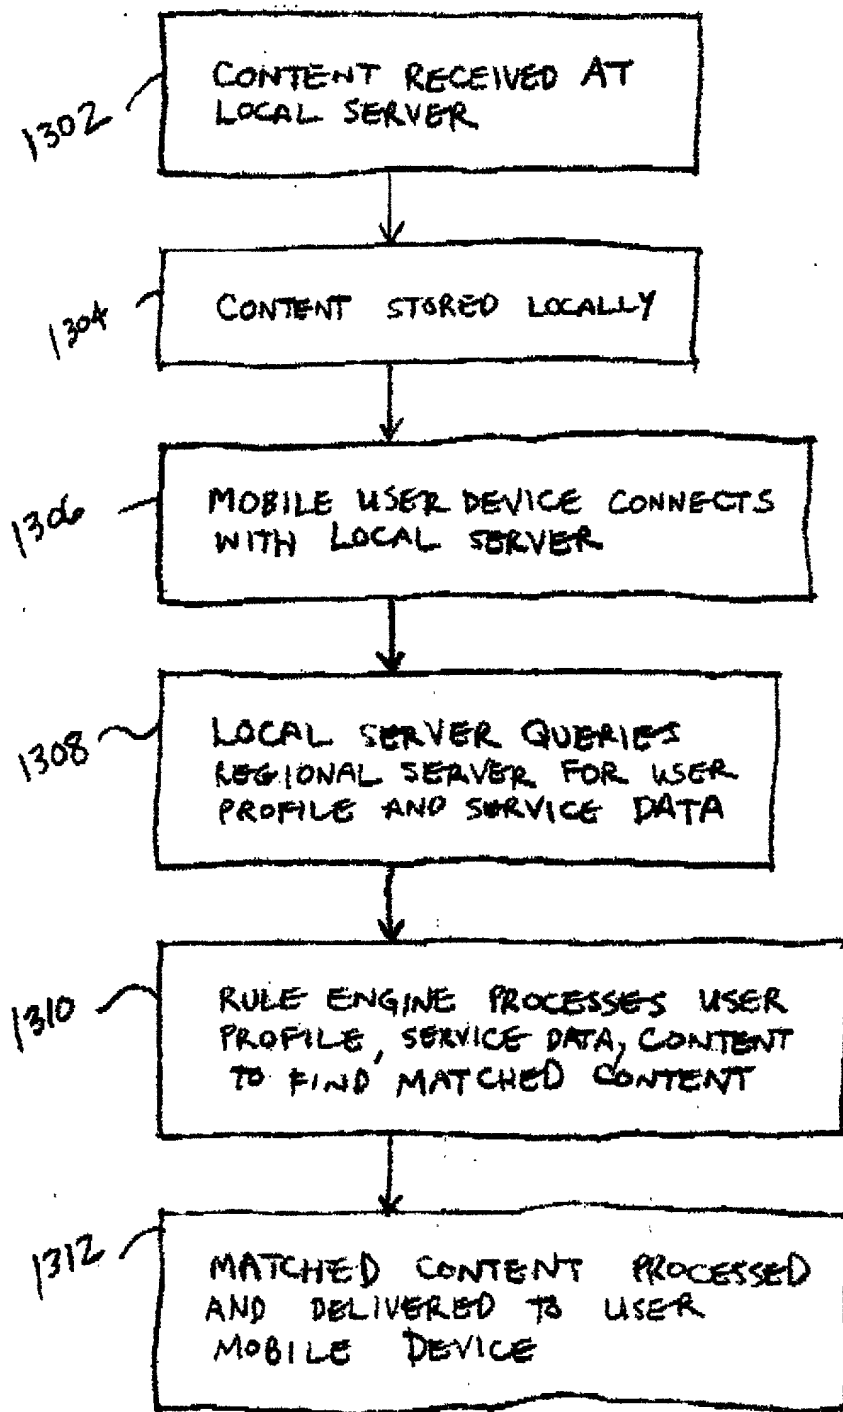 CONTENT RECEIVED AT
LOCAL SERVER
1302
CONTENT STORED LOCALLY
1304
MOBILE USER DEVICE CONNECTS
WITH LOCAL SERVER
1306
LOCAL SERVER QUERIES
REGIONAL SERVER FOR USER
PROFILE AND SERVICE DATA
1308
RULE ENGINE PROCESSES USER
PROFILE, SERVICE DATA, CONTENT
TO FIND MATCHED CONTENT
1310
MATCHED CONTENT PROCESSED
AND DELIVERED TO USER
MOBILE DEVICE
1312